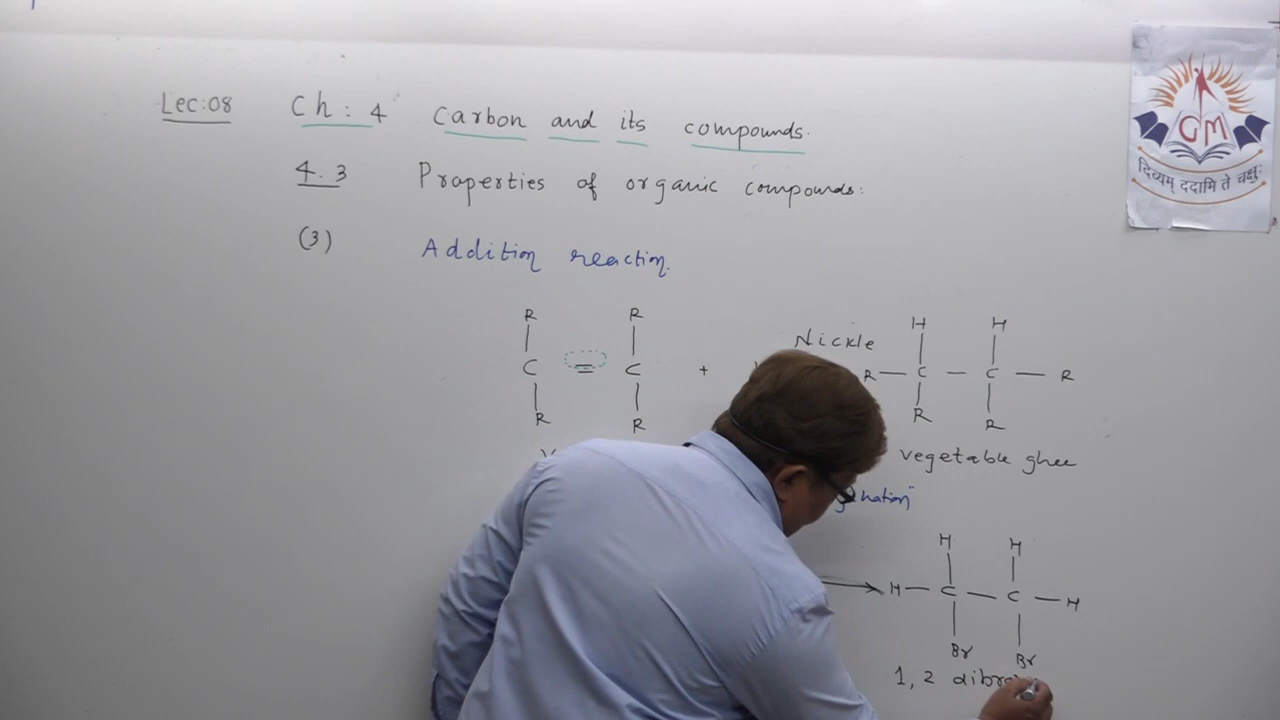 Lec:08 Ch: 4 Carbon and its compounds.
4.3 Properties of organic compounds:
(3) Addition reaction.
GM
दिव्यम् ददामि ते चक्षुः
R R Nickle H H
C = C + R — C — C — R
R R R R
vegetable ghee
H H
H — C — C — H
Br Br
1, 2